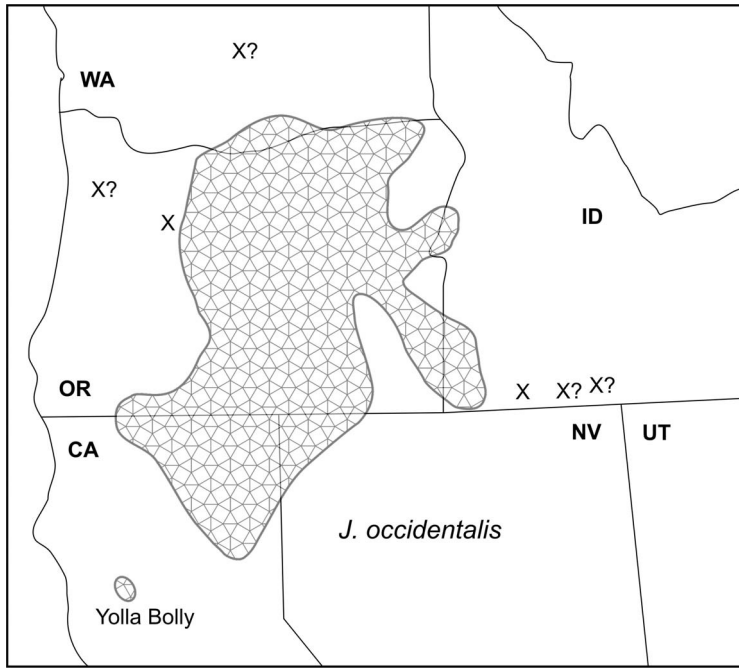 X?
WA
X?
X
ID
OR
X X? X?
CA
NV UT
J. occidentalis
Yolla Bolly